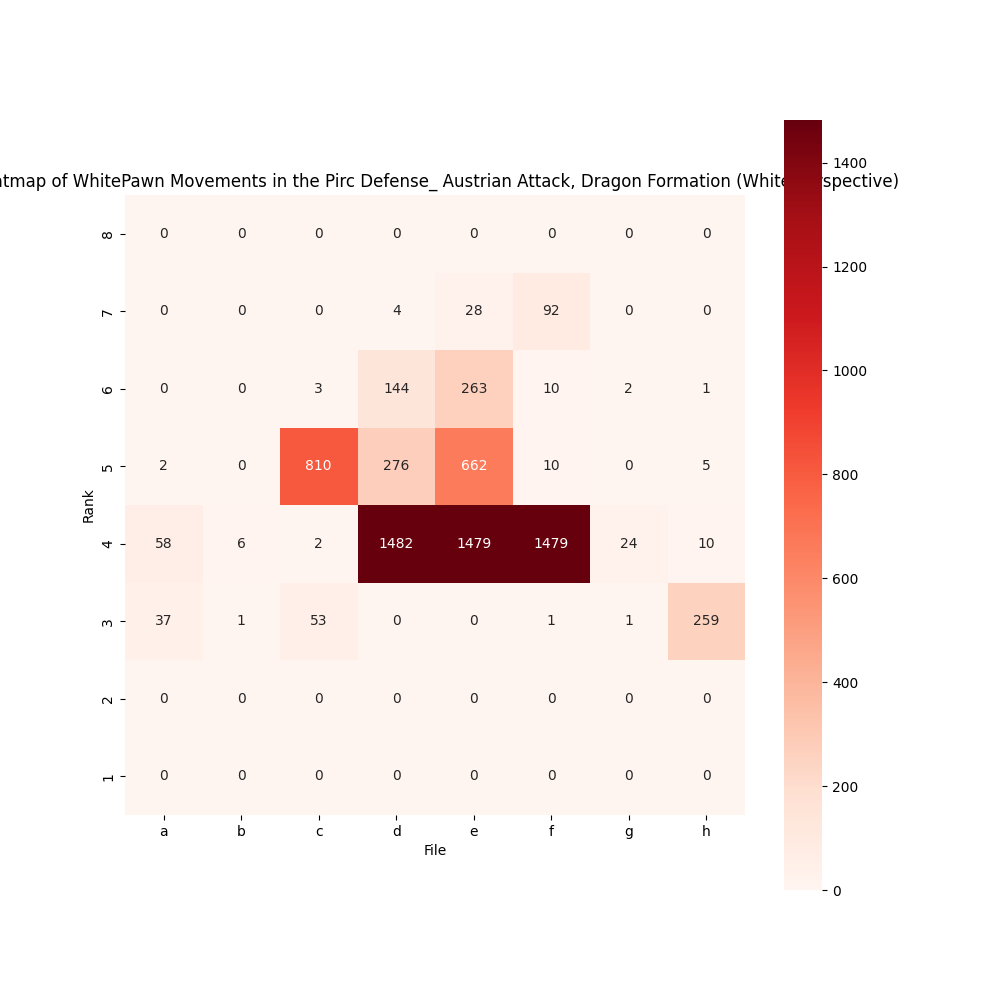 atmap of WhitePawn Movements in the Pirc Defense_ Austrian Attack, Dragon Formation (White rspective)
8 0 0 0 0 0 0 0 0
7 0 0 0 4 28 92 0 0
6 0 0 3 144 263 10 2 1
5 2 0 810 276 662 10 0 5
Rank
4 58 6 2 1482 1479 1479 24 10
3 37 1 53 0 0 1 1 259
2 0 0 0 0 0 0 0 0
1 0 0 0 0 0 0 0 0
a b c d e f g h
File
1400
1200
1000
800
600
400
200
0